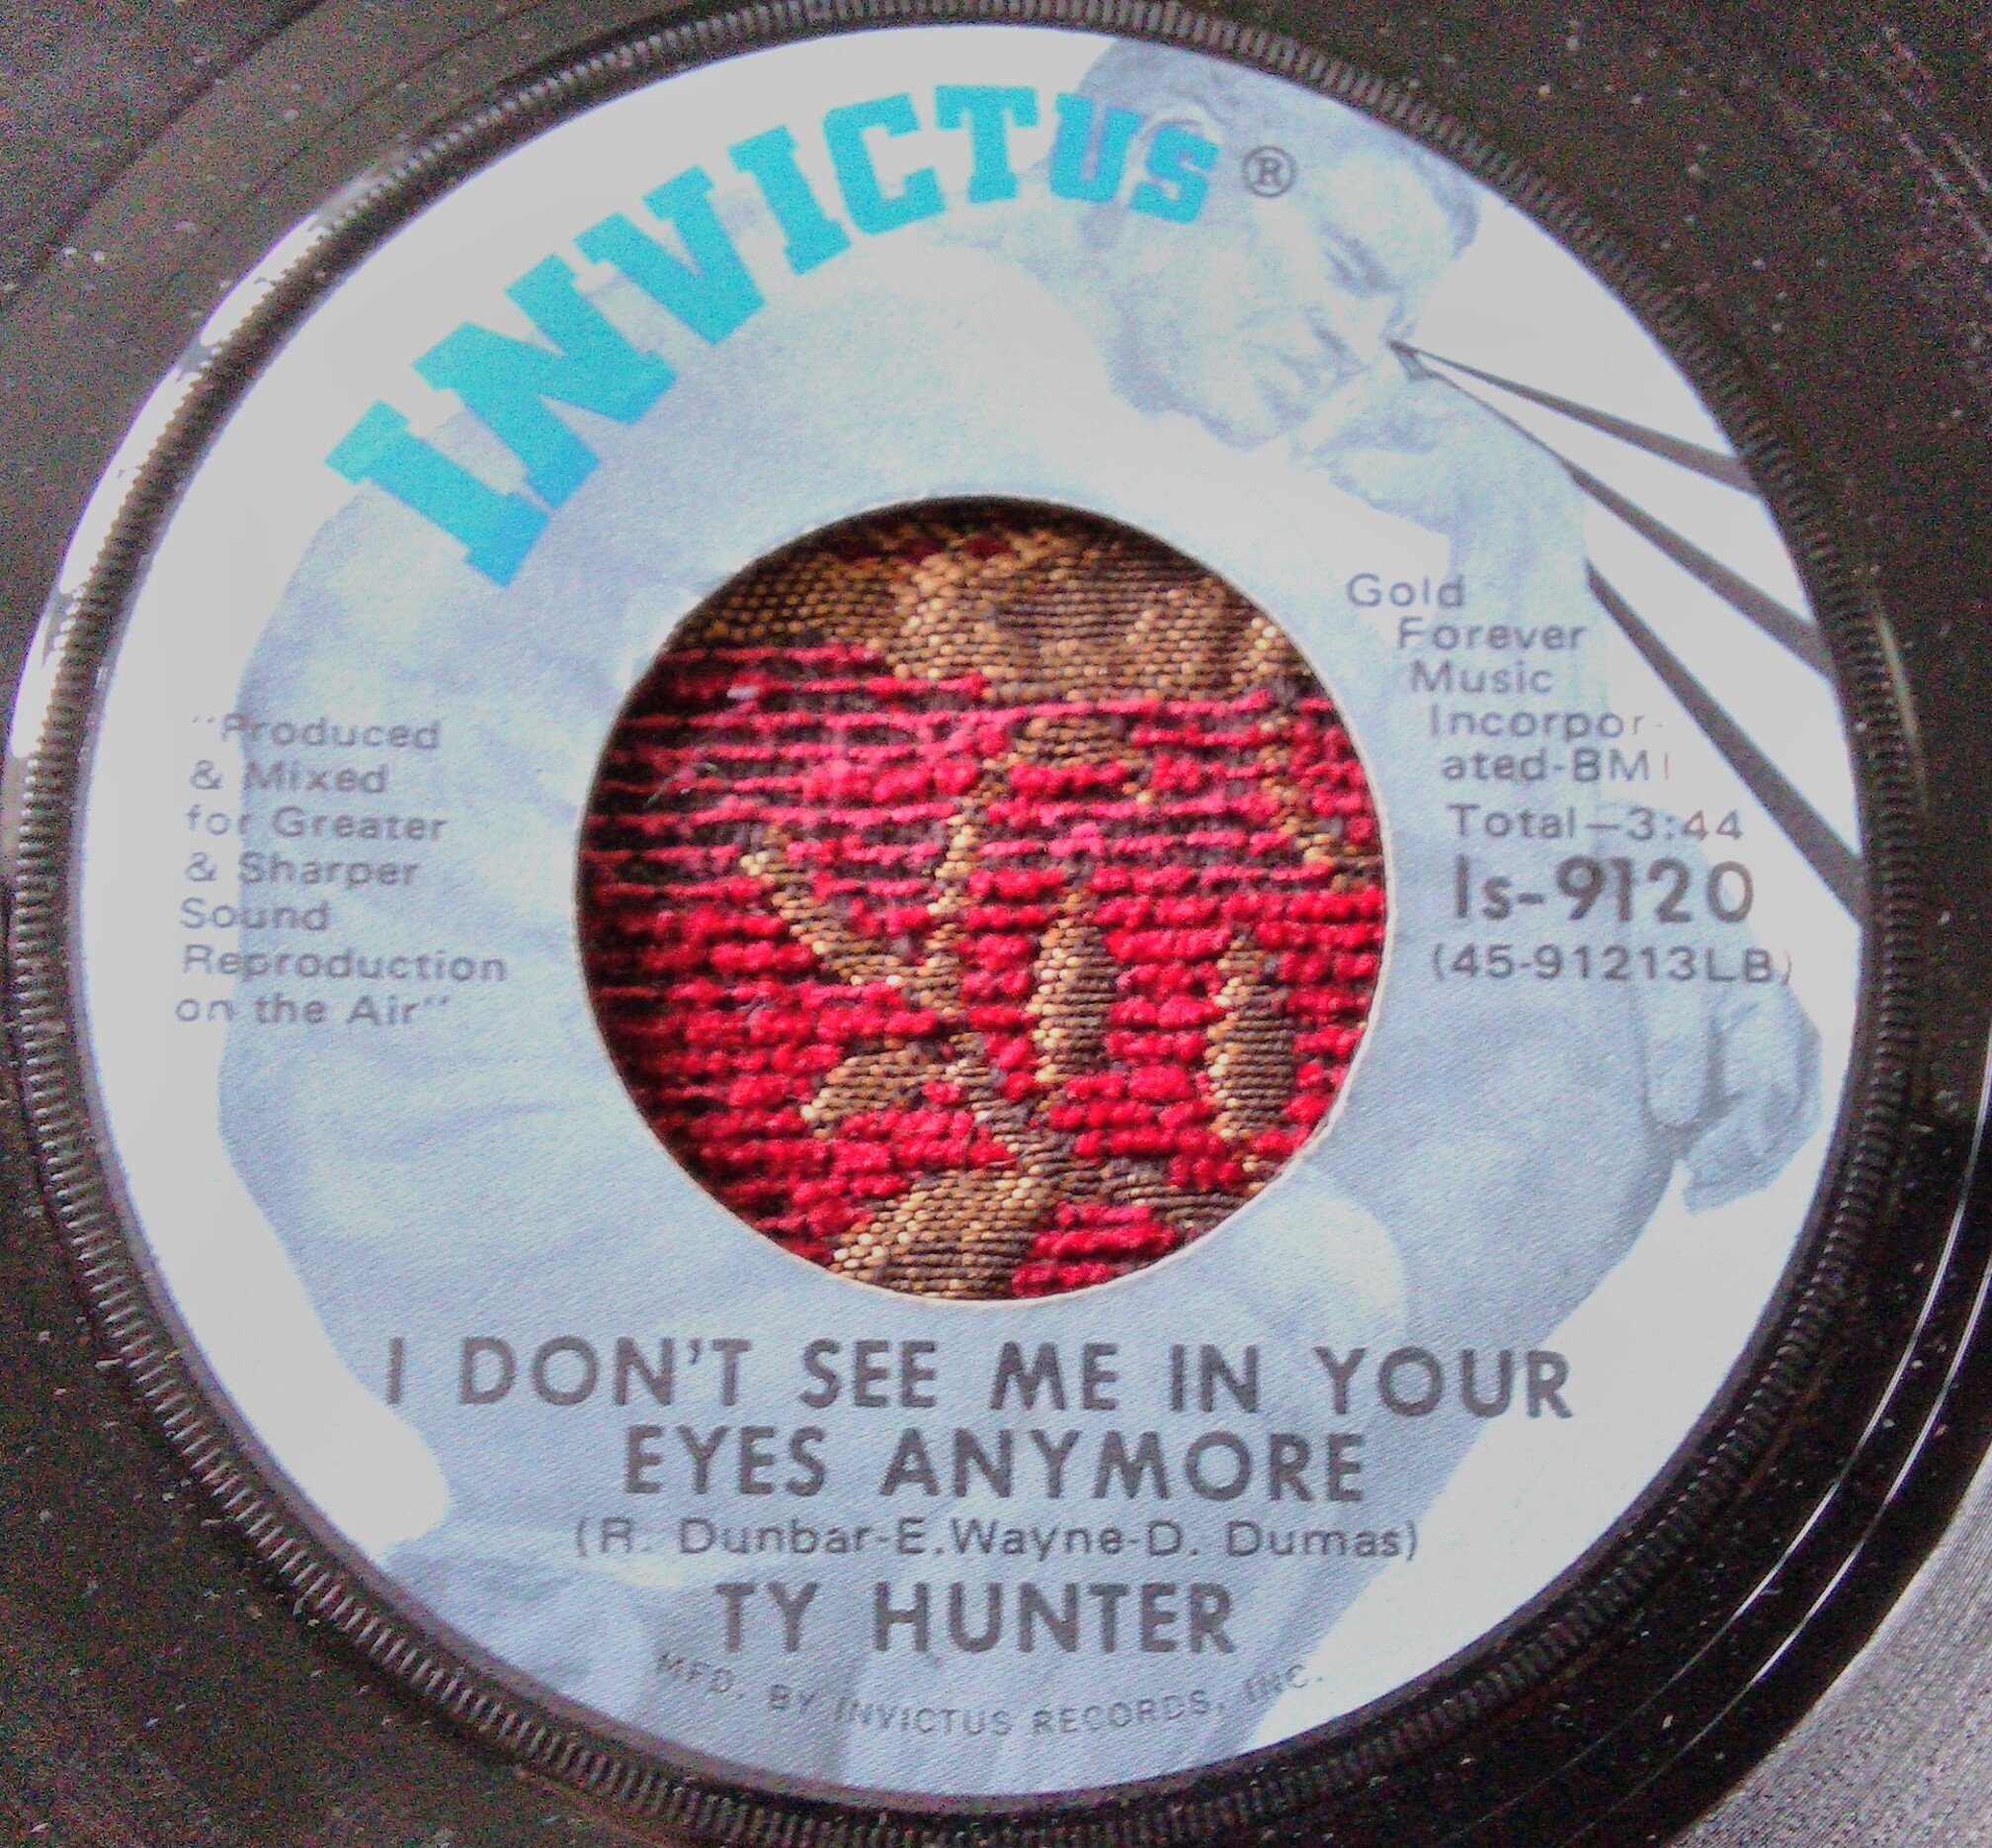 INVICTUS®
"Produced
& Mixed
for Greater
& Sharper
Sound
Reproduction
on the Air"
Gold
Forever
Music
Incorpor-
ated-BMI
Total—3:44
Is-9120
(45-91213LB)
I DON'T SEE ME IN YOUR
EYES ANYMORE
(R. Dunbar-E.Wayne-D. Dumas)
TY HUNTER
MFD. BY INVICTUS RECORDS, INC.